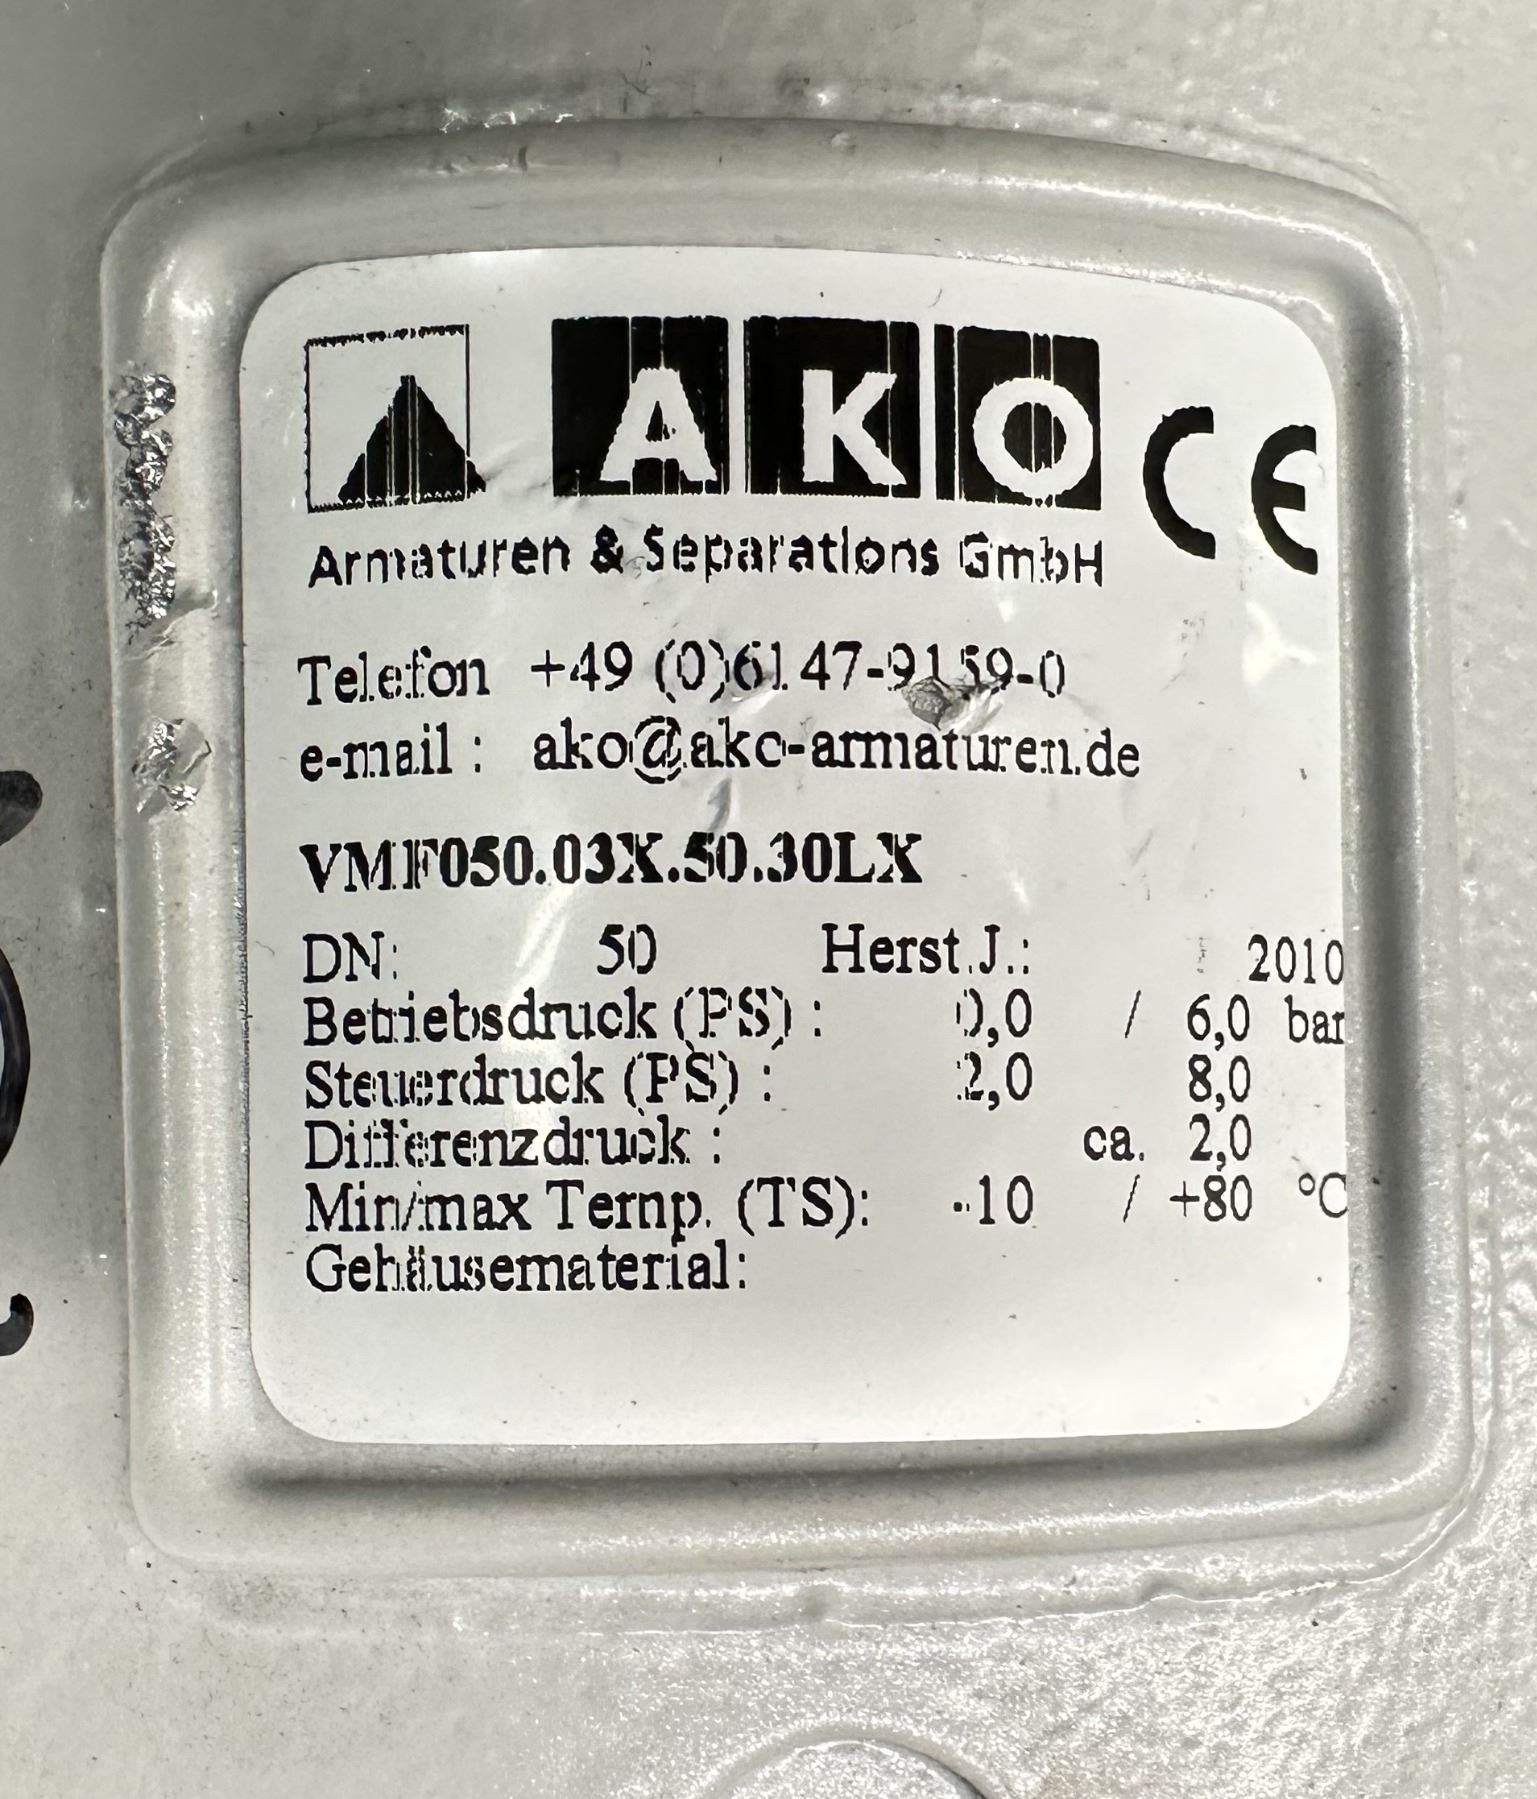 AKO CE
Armaturen & Separations GmbH
Telefon +49 (0)6147-9159-0
e-mail : ako@ako-armaturen.de
VMF050.03X.50.30LX
DN: 50 Herst.J.: 2010
Betriebsdruck (PS) : 0,0 / 6,0 bar
Steuerdruck (PS) : 2,0 8,0
Differenzdruck : ca. 2,0
Min/max Temp. (TS): -10 / +80 °C
Gehäusematerial: